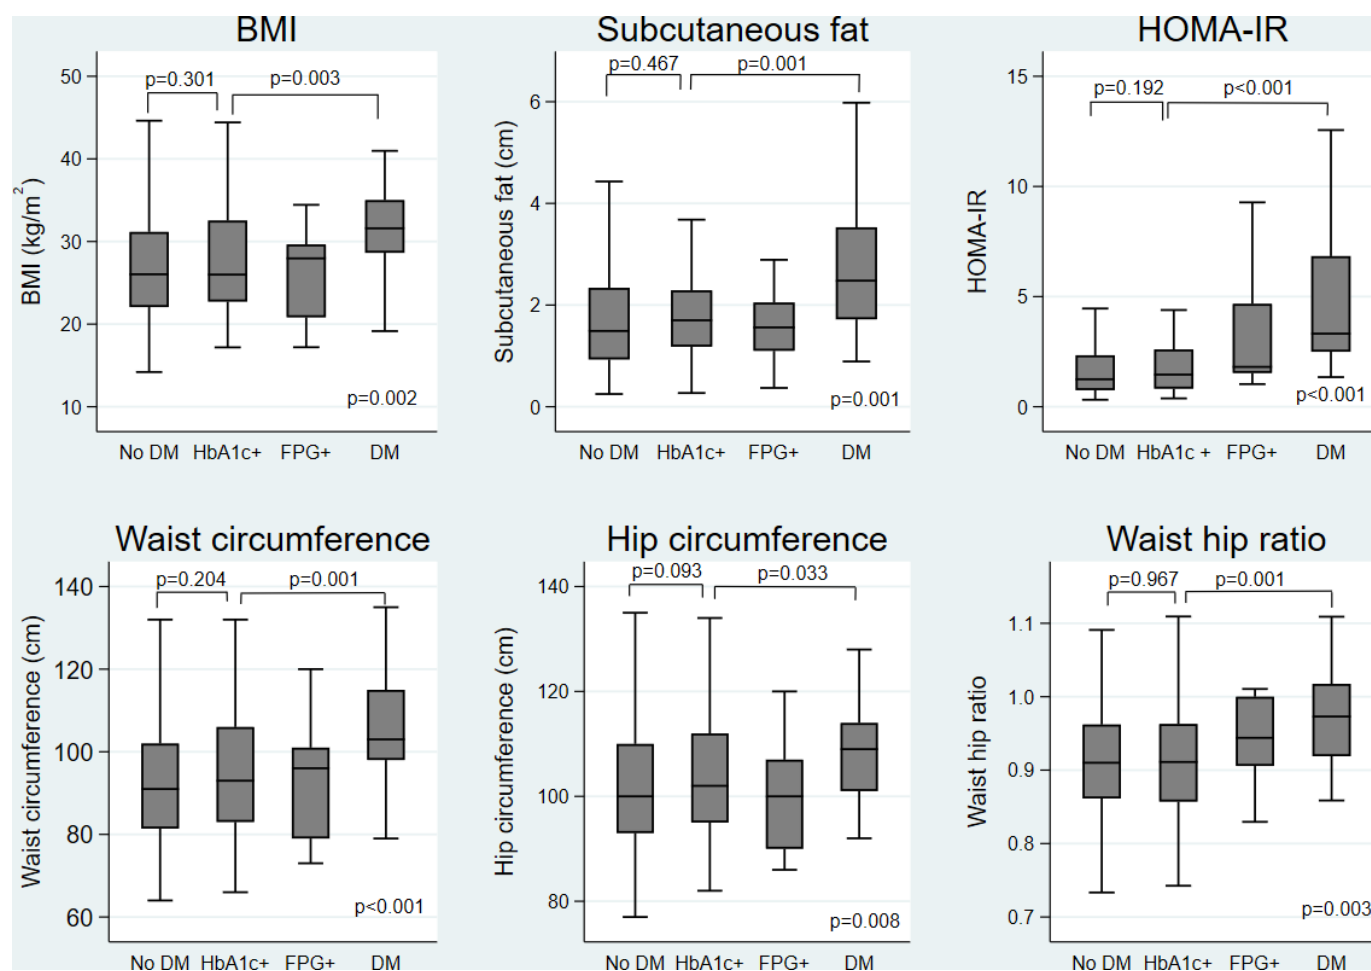 BMI
Subcutaneous fat
HOMA-IR
p=0.301
p=0.003
50
40
30
20
10
BMI (kg/m²)
p=0.002
No DM HbA1c+ FPG+ DM
p=0.467
p=0.001
6
4
2
0
Subcutaneous fat (cm)
p=0.001
No DM HbA1c+ FPG+ DM
p=0.192
p<0.001
15
10
5
0
HOMA-IR
p<0.001
No DM HbA1c + FPG+ DM
Waist circumference
Hip circumference
Waist hip ratio
p=0.204
p=0.001
140
120
100
80
60
Waist circumference (cm)
p<0.001
No DM HbA1c+ FPG+ DM
p=0.093
p=0.033
140
120
100
80
Hip circumference (cm)
p=0.008
No DM HbA1c+ FPG+ DM
p=0.967
p=0.001
1.1
1.0
0.9
0.8
0.7
Waist hip ratio
p=0.003
No DM HbA1c+ FPG+ DM